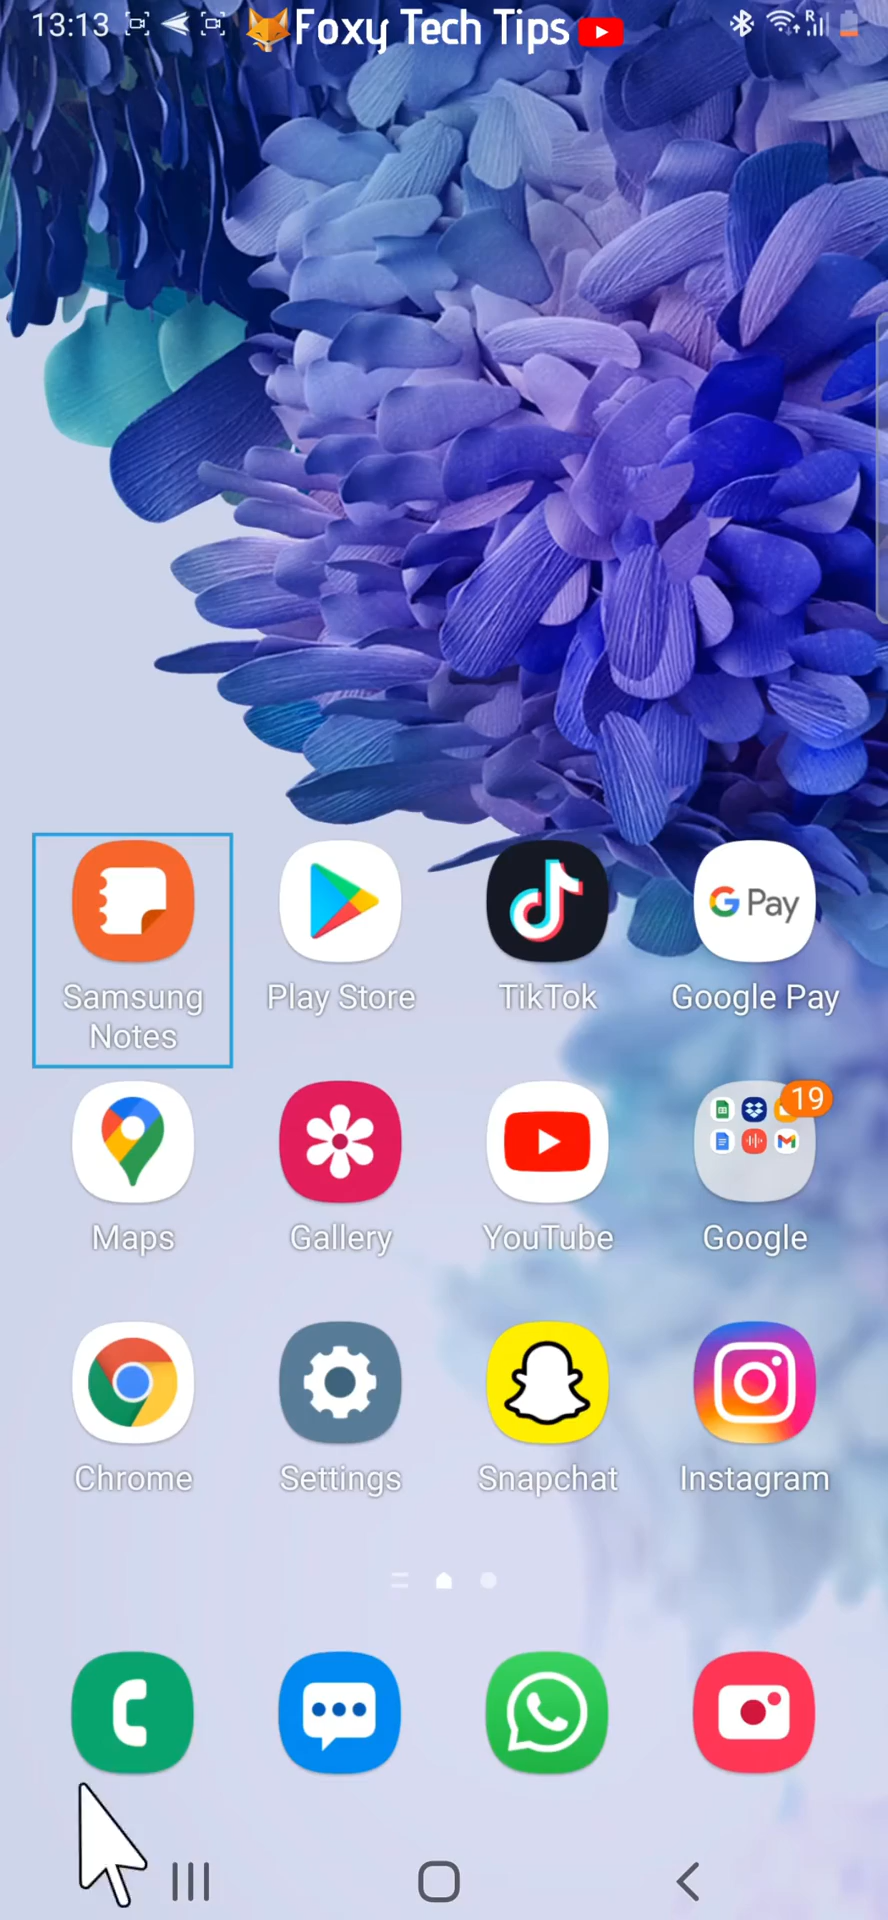 13:13
Foxy Tech Tips
R
Samsung
Notes
Play Store
TikTok
G Pay
Google Pay
19
Maps
Gallery
YouTube
Google
Chrome
Settings
Snapchat
Instagram